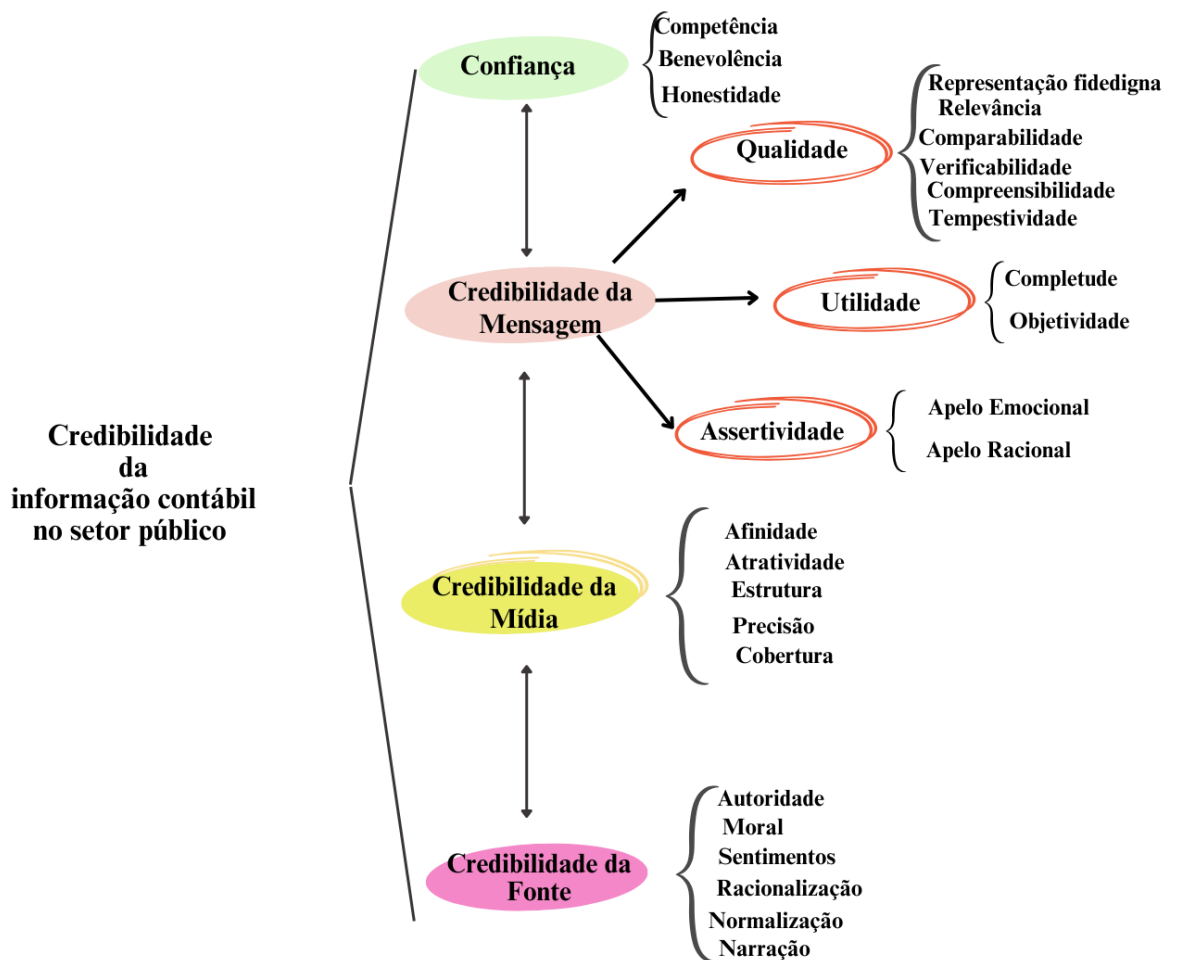 Credibilidade
da
informação contábil
no setor público
Confiança
Competência
Benevolência
Honestidade
Credibilidade da
Mensagem
Qualidade
Representação fidedigna
Relevância
Comparabilidade
Verificabilidade
Compreensibilidade
Tempestividade
Utilidade
Completude
Objetividade
Assertividade
Apelo Emocional
Apelo Racional
Credibilidade da
Mídia
Afinidade
Atratividade
Estrutura
Precisão
Cobertura
Credibilidade da
Fonte
Autoridade
Moral
Sentimentos
Racionalização
Normalização
Narração